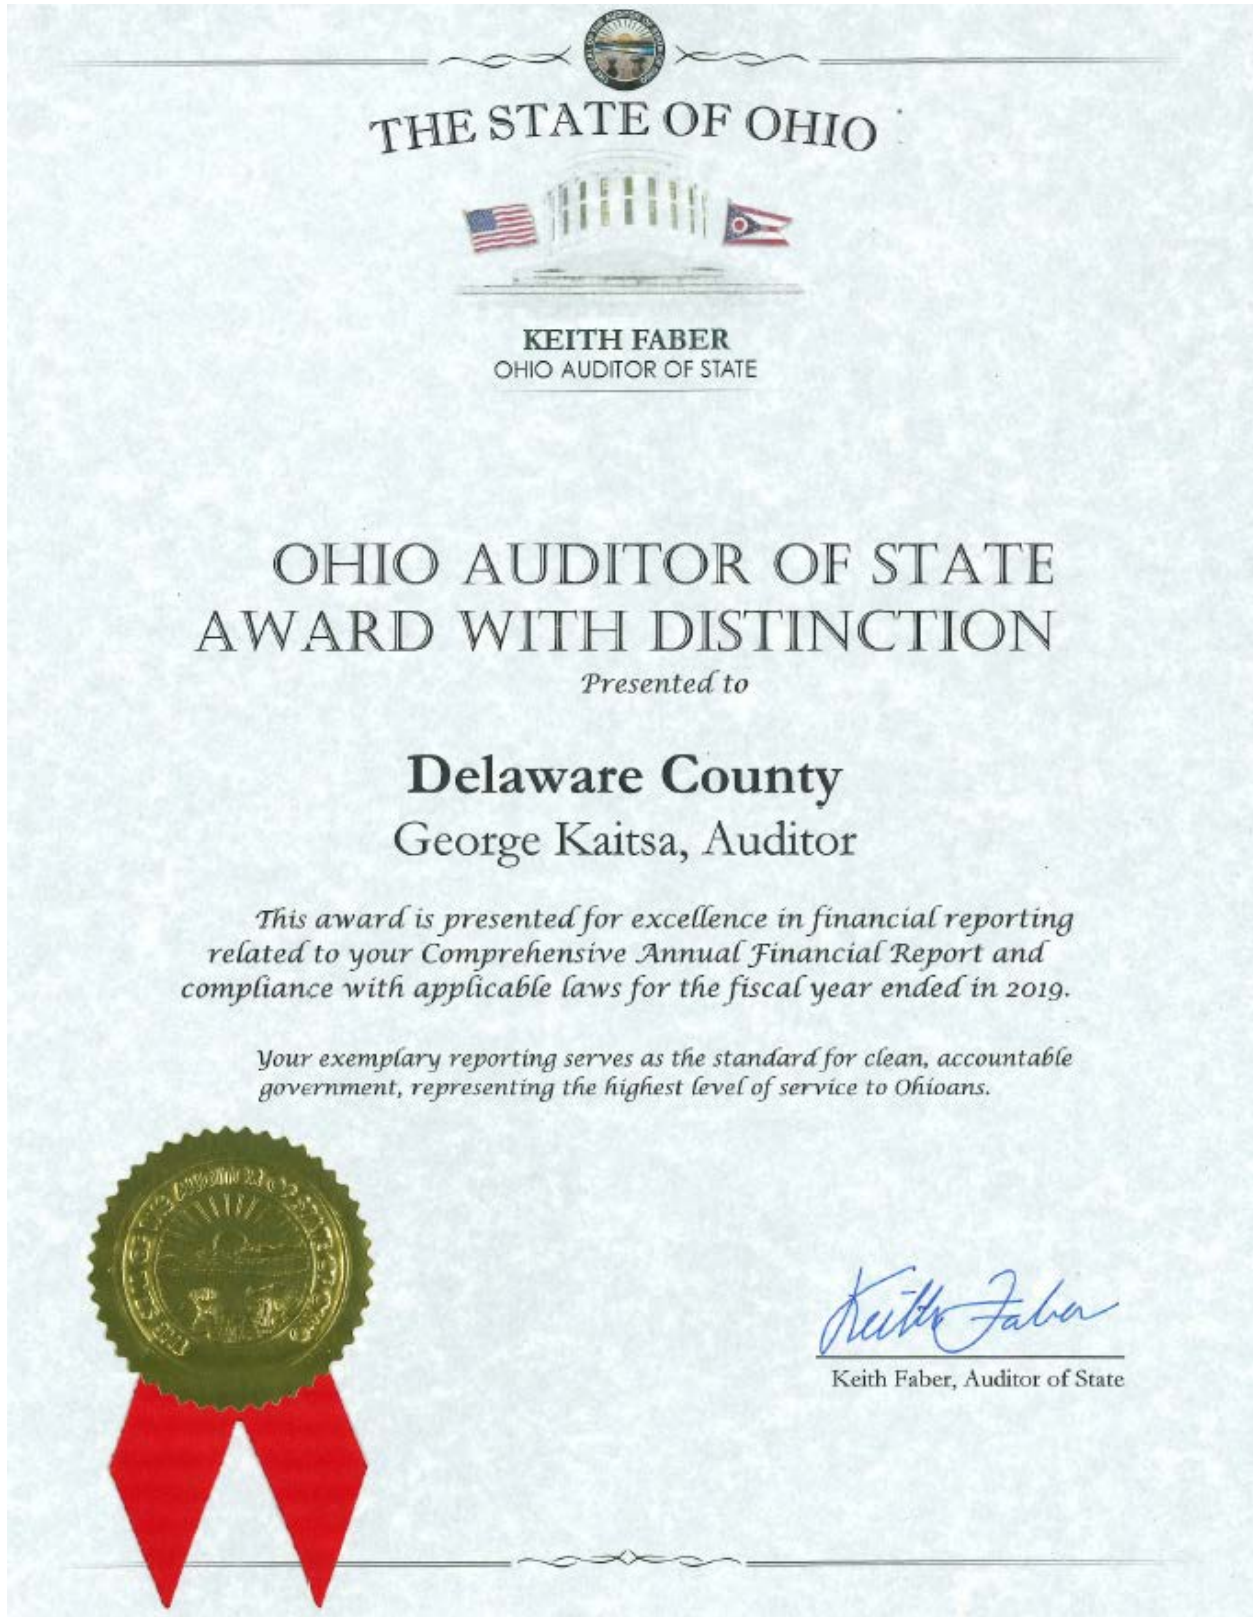 THE STATE OF OHIO
KEITH FABER
OHIO AUDITOR OF STATE
OHIO AUDITOR OF STATE
AWARD WITH DISTINCTION
Presented to
Delaware County
George Kaitsa, Auditor
This award is presented for excellence in financial reporting
related to your Comprehensive Annual Financial Report and
compliance with applicable laws for the fiscal year ended in 2019.
Your exemplary reporting serves as the standard for clean, accountable
government, representing the highest level of service to Ohioans.
Keith Faber
Keith Faber, Auditor of State